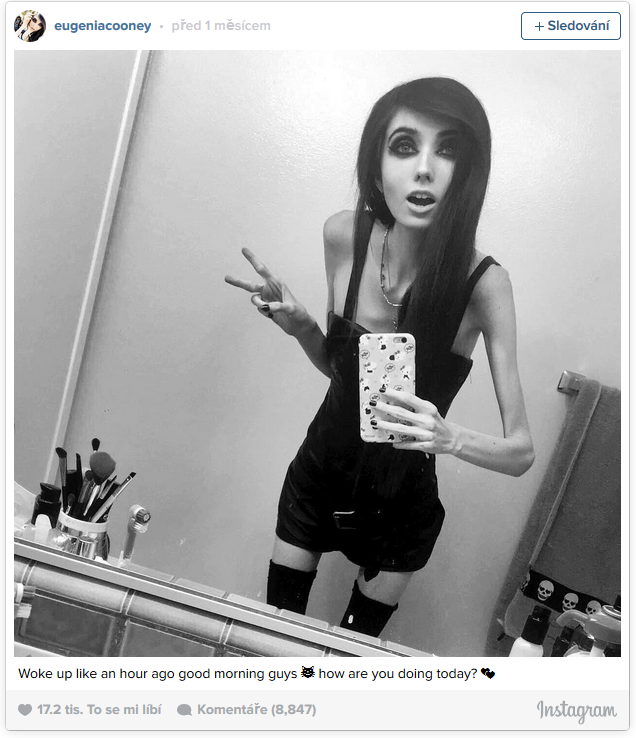 eugeniacooney • před 1 měsícem
+ Sledování
Woke up like an hour ago good morning guys 😹 how are you doing today? 💕
17.2 tis. To se mi líbí Komentáře (8,847) Instagram